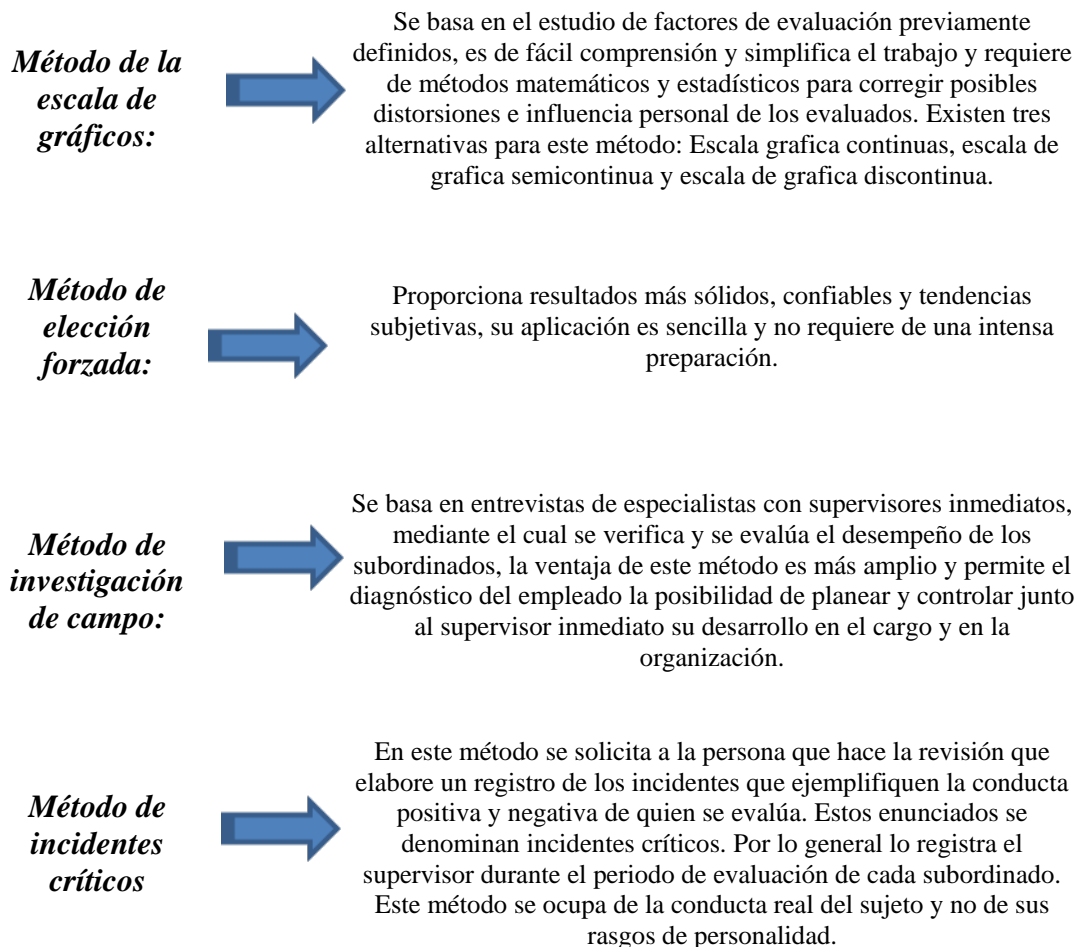 Método de la
escala de
gráficos:
Se basa en el estudio de factores de evaluación previamente
definidos, es de fácil comprensión y simplifica el trabajo y requiere
de métodos matemáticos y estadísticos para corregir posibles
distorsiones e influencia personal de los evaluados. Existen tres
alternativas para este método: Escala grafica continuas, escala de
grafica semicontinua y escala de grafica discontinua.
Método de
elección
forzada:
Proporciona resultados más sólidos, confiables y tendencias
subjetivas, su aplicación es sencilla y no requiere de una intensa
preparación.
Método de
investigación
de campo:
Se basa en entrevistas de especialistas con supervisores inmediatos,
mediante el cual se verifica y se evalúa el desempeño de los
subordinados, la ventaja de este método es más amplio y permite el
diagnóstico del empleado la posibilidad de planear y controlar junto
al supervisor inmediato su desarrollo en el cargo y en la
organización.
Método de
incidentes
críticos
En este método se solicita a la persona que hace la revisión que
elabore un registro de los incidentes que ejemplifiquen la conducta
positiva y negativa de quien se evalúa. Estos enunciados se
denominan incidentes críticos. Por lo general lo registra el
supervisor durante el periodo de evaluación de cada subordinado.
Este método se ocupa de la conducta real del sujeto y no de sus
rasgos de personalidad.